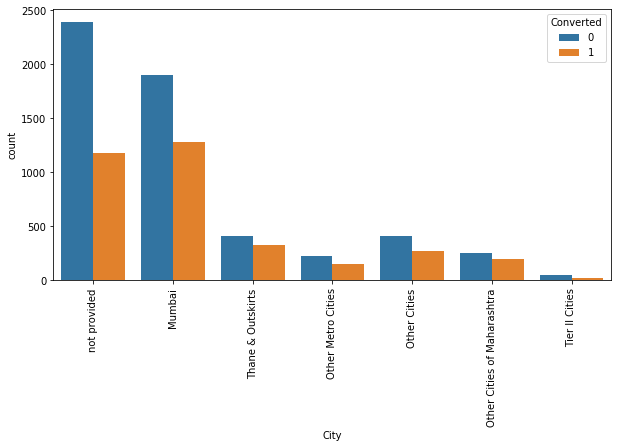 2500
2000
1500
1000
500
0
count
Converted
0
1
not provided
Mumbai
Thane & Outskirts
Other Metro Cities
Other Cities
Other Cities of Maharashtra
Tier II Cities
City